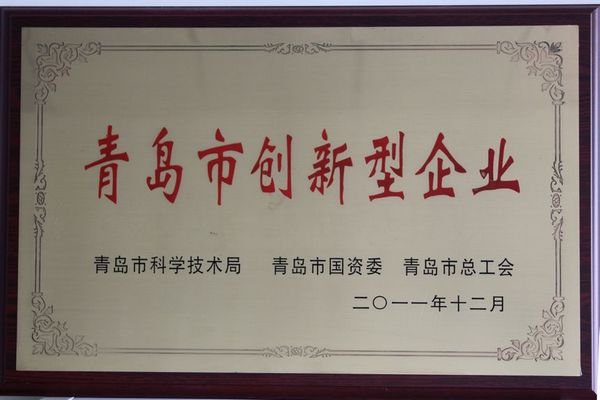 青岛市创新型企业
青岛市科学技术局 青岛市国资委 青岛市总工会
二〇一一年十二月